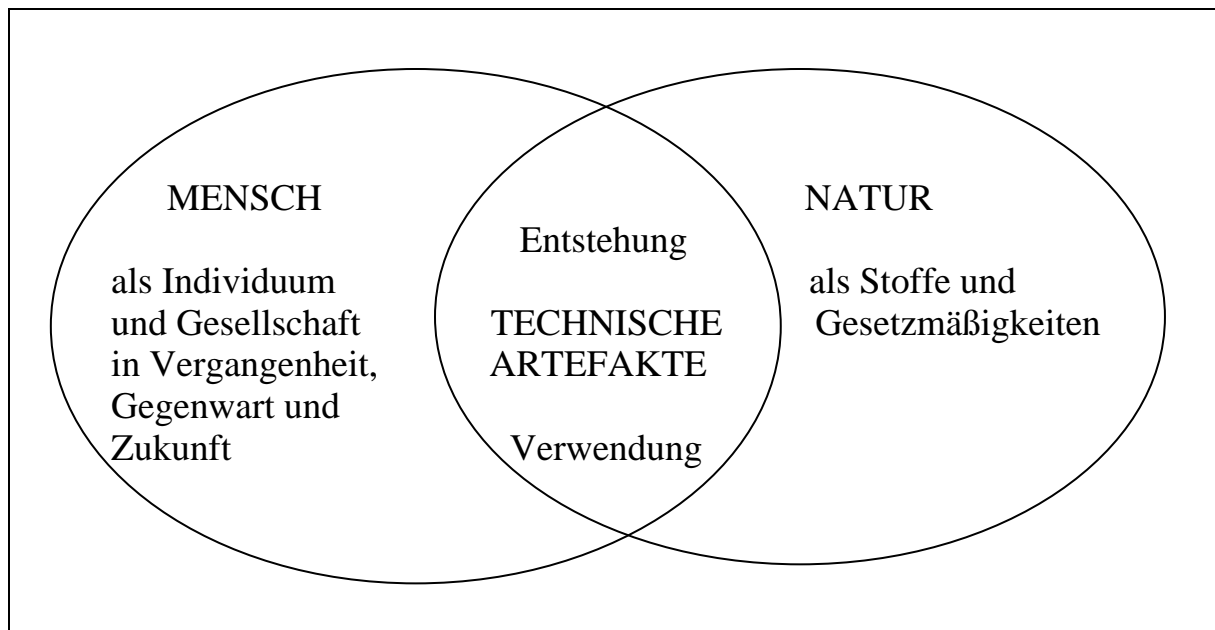 MENSCH
als Individuum
und Gesellschaft
in Vergangenheit,
Gegenwart und
Zukunft
Entstehung
TECHNISCHE
ARTEFAKTE
Verwendung
NATUR
als Stoffe und
Gesetzmäßigkeiten